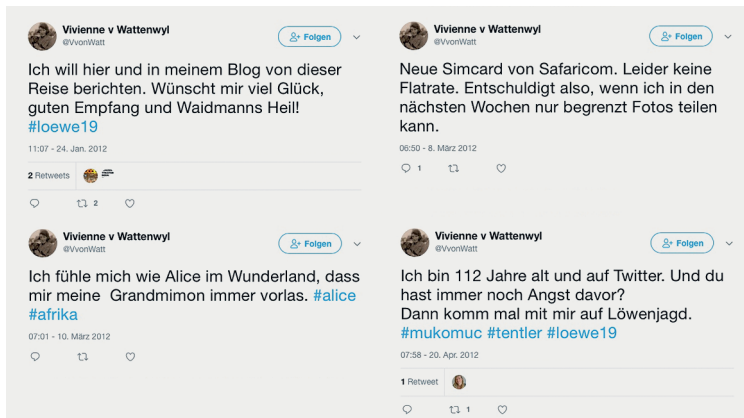 Vivienne v Wattenwyl
@VvonWatt
Folgen
Ich will hier und in meinem Blog von dieser
Reise berichten. Wünscht mir viel Glück,
guten Empfang und Waidmanns Heil!
#loewe19
11:07 - 24. Jan. 2012
2 Retweets
2
Vivienne v Wattenwyl
@VvonWatt
Folgen
Neue Simcard von Safaricom. Leider keine
Flatrate. Entschuldigt also, wenn ich in den
nächsten Wochen nur begrenzt Fotos teilen
kann.
06:50 - 8. März 2012
1
Vivienne v Wattenwyl
@VvonWatt
Folgen
Ich fühle mich wie Alice im Wunderland, dass
mir meine  Grandmimon immer vorlas. #alice
#afrika
07:01 - 10. März 2012
Vivienne v Wattenwyl
@VvonWatt
Folgen
Ich bin 112 Jahre alt und auf Twitter. Und du
hast immer noch Angst davor?
Dann komm mal mit mir auf Löwenjagd.
#mukomuc #tentler #loewe19
07:58 - 20. Apr. 2012
1 Retweet
1